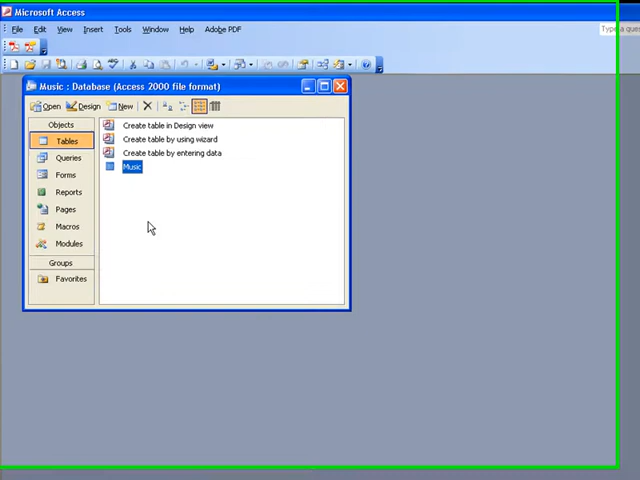 Microsoft Access
File Edit View Insert Tools Window Help Adobe PDF
Type a ques
Music : Database (Access 2000 file format)
Open Design New
Objects
Tables
Queries
Forms
Reports
Pages
Macros
Modules
Groups
Favorites
Create table in Design view
Create table by using wizard
Create table by entering data
Music